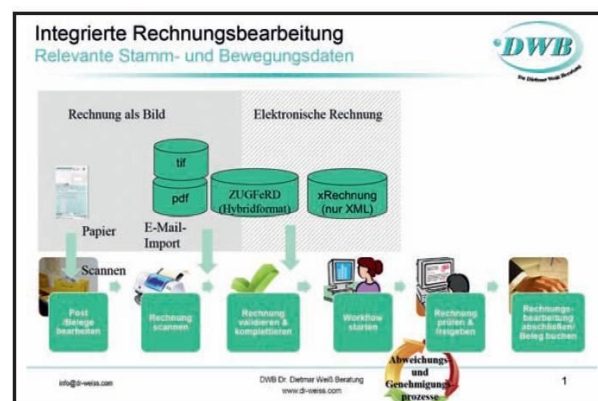 Integrierte Rechnungsbearbeitung
Relevante Stamm- und Bewegungsdaten
DWB
Rechnung als Bild
Elektronische Rechnung
tif
pdf
ZUGFeRD
(Hybridformat)
xRechnung
(nur XML)
Papier
E-Mail-
Import
Scannen
Post
/Belege
bearbeiten
Rechnung
scannen
Rechnung
validieren &
komplettieren
Workflow
starten
Rechnung
prüfen &
freigeben
Rechnungs-
bearbeitung
abschließen/
Beleg buchen
Abweichungs-
und
Genehmigungs-
prozesse
info@dr-weiss.com
DWB Dr. Dietmar Weiß Beratung
www.dr-weiss.com
1